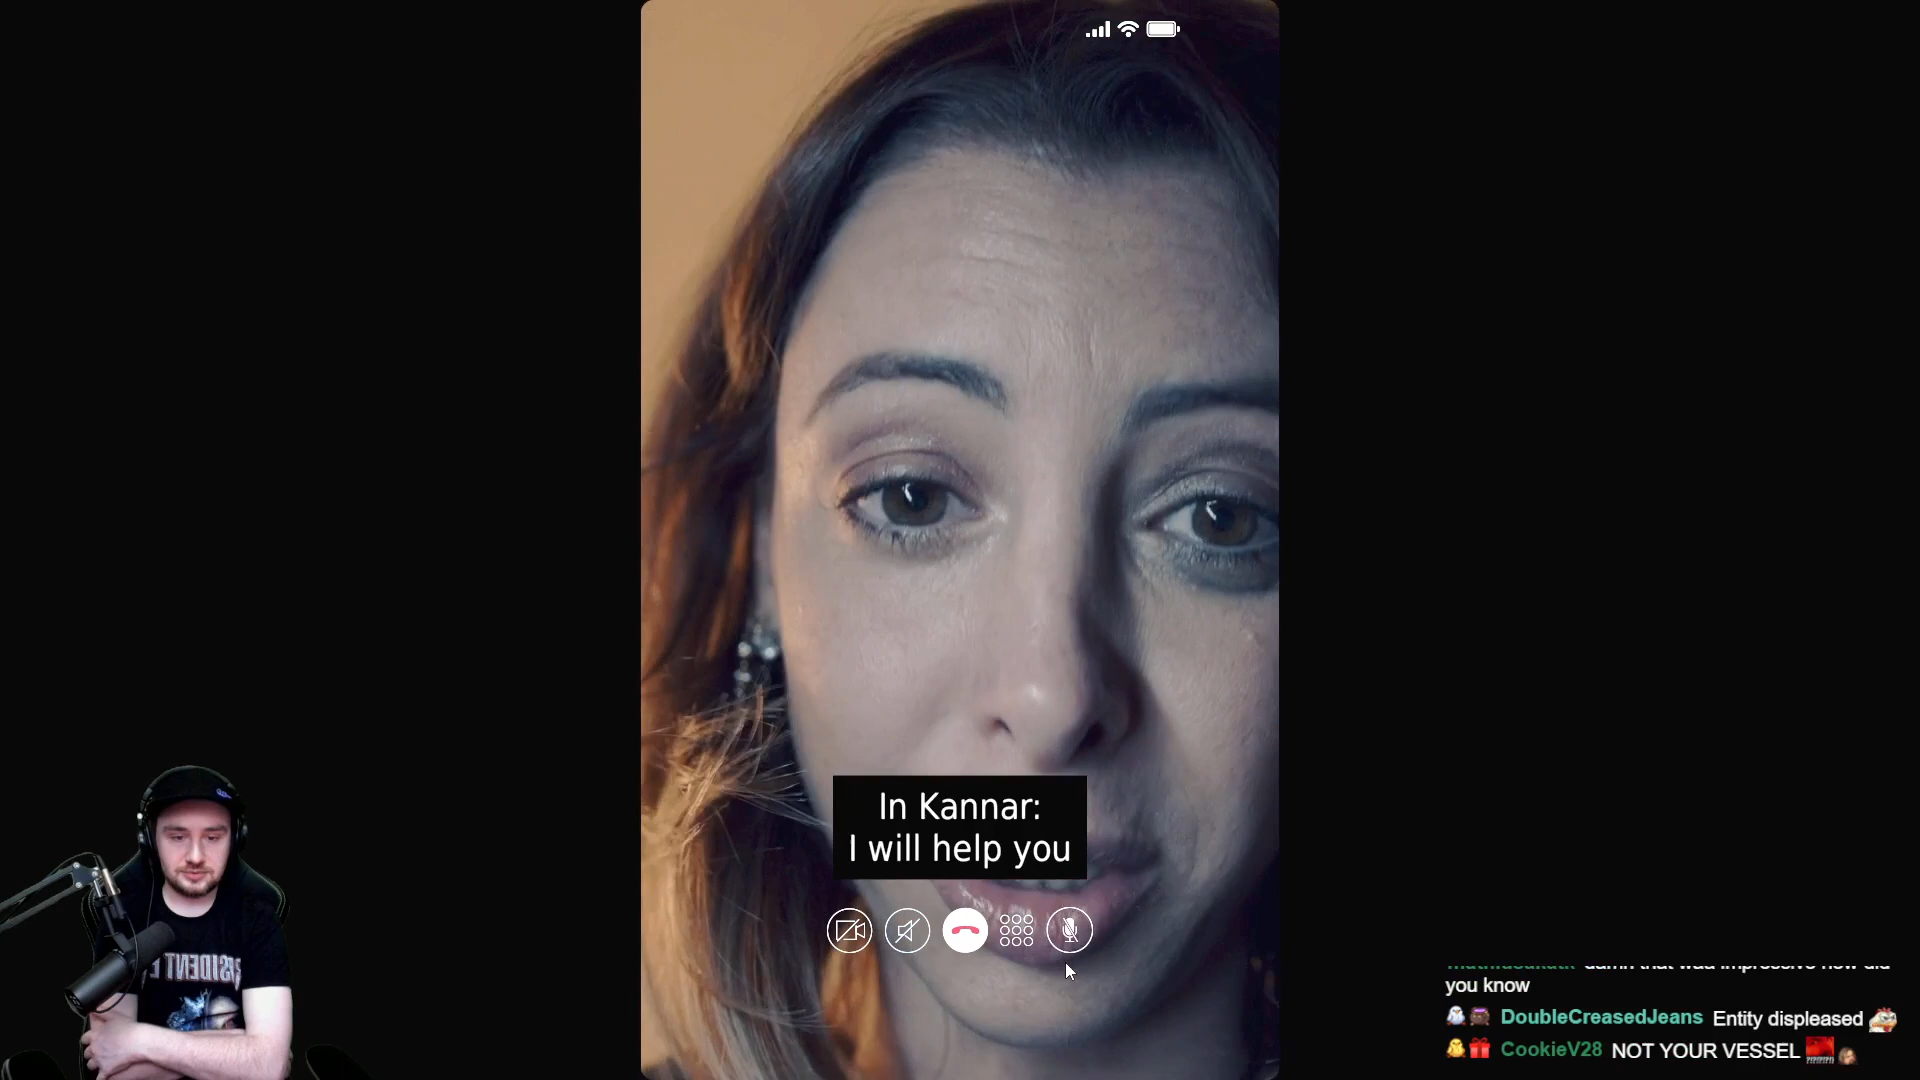 In Kannar:
I will help you
you know
DoubleCreasedJeans Entity displeased
CookieV28 NOT YOUR VESSEL